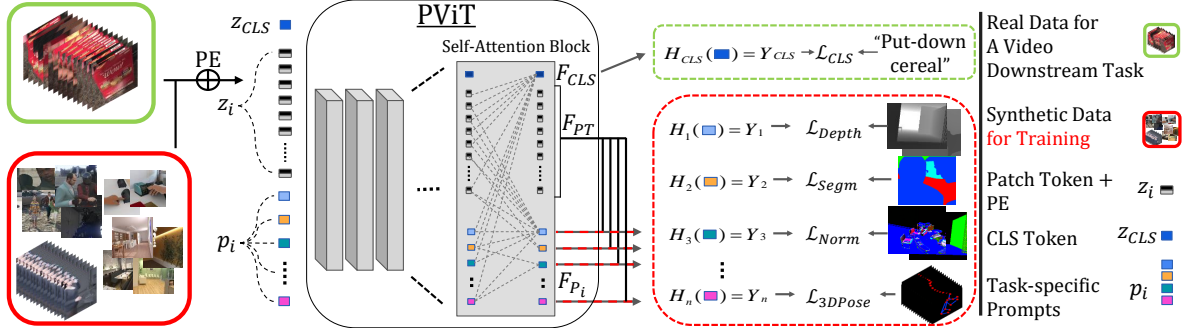 z_CLS
PE
z_i
p_i
PViT
Self-Attention Block
F_CLS
F_PT
F_{P_i}
H_CLS( ) = Y_CLS → L_CLS ← “Put-down cereal”
H_1( ) = Y_1 → L_Depth
H_2( ) = Y_2 → L_Segm
H_3( ) = Y_3 → L_Norm
H_n( ) = Y_n → L_3DPose
Real Data for
A Video
Downstream Task
Synthetic Data
for Training
Patch Token +
PE
z_i
CLS Token
z_CLS
Task-specific
Prompts
p_i